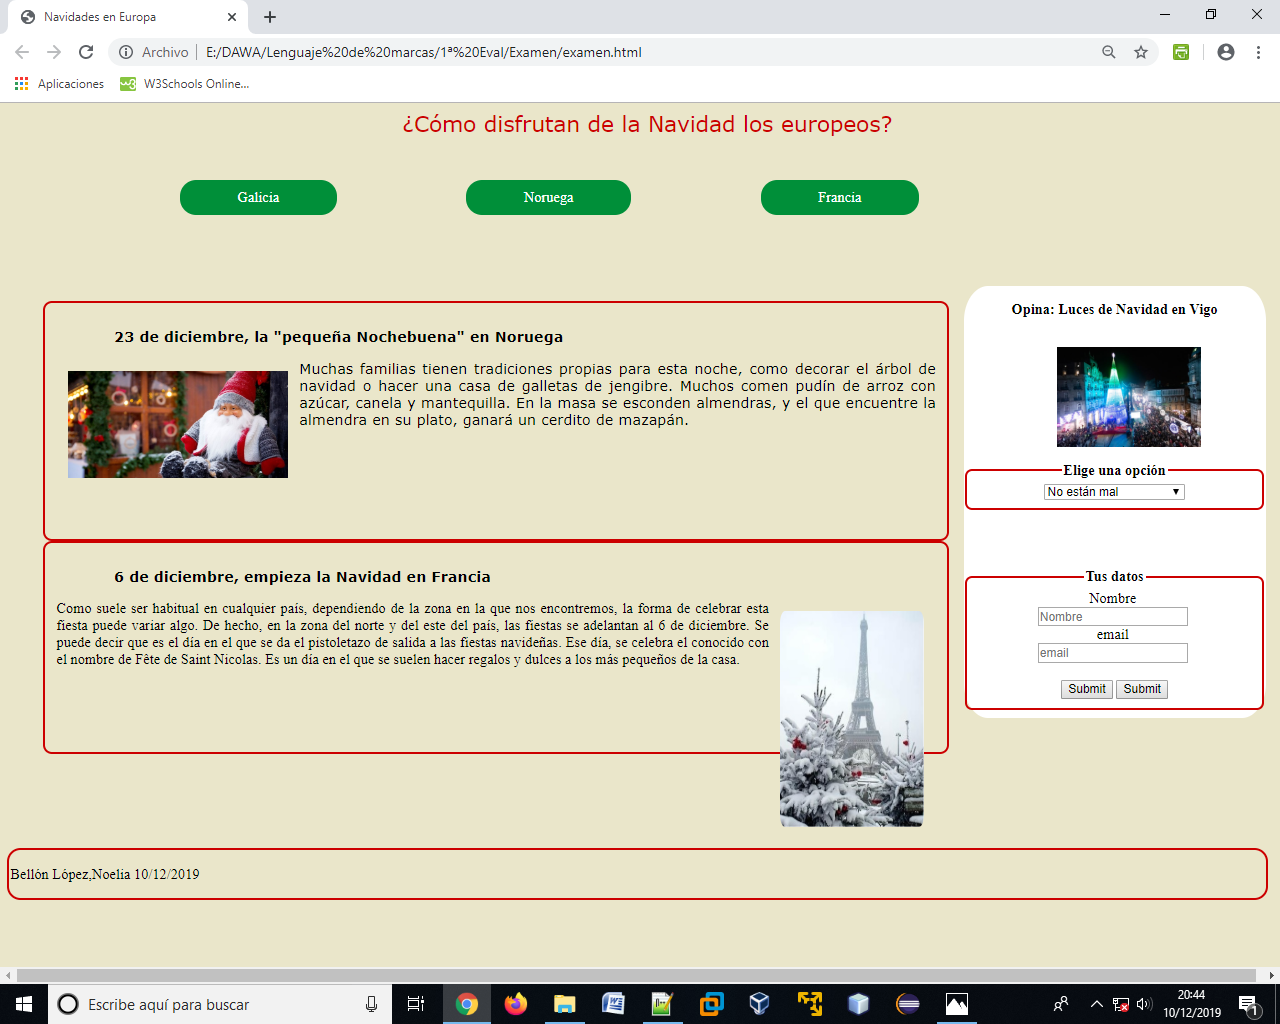 Navidades en Europa
Archivo | E:/DAWA/Lenguaje%20de%20marcas/1ª%20Eval/Examen/examen.html
Aplicaciones
W3Schools Online...
¿Cómo disfrutan de la Navidad los europeos?
Galicia
Noruega
Francia
23 de diciembre, la "pequeña Nochebuena" en Noruega
Muchas familias tienen tradiciones propias para esta noche, como decorar el árbol de
navidad o hacer una casa de galletas de jengibre. Muchos comen pudín de arroz con
azúcar, canela y mantequilla. En la masa se esconden almendras, y el que encuentre la
almendra en su plato, ganará un cerdito de mazapán.
6 de diciembre, empieza la Navidad en Francia
Como suele ser habitual en cualquier país, dependiendo de la zona en la que nos encontremos, la forma de celebrar esta
fiesta puede variar algo. De hecho, en la zona del norte y del este del país, las fiestas se adelantan al 6 de diciembre. Se
puede decir que es el día en el que se da el pistoletazo de salida a las fiestas navideñas. Ese día, se celebra el conocido con
el nombre de Fête de Saint Nicolas. Es un día en el que se suelen hacer regalos y dulces a los más pequeños de la casa.
Opina: Luces de Navidad en Vigo
Elige una opción
No están mal
Tus datos
Nombre
Nombre
email
email
Submit Submit
Bellón López,Noelia 10/12/2019
Escribe aquí para buscar
20:44
10/12/2019
1